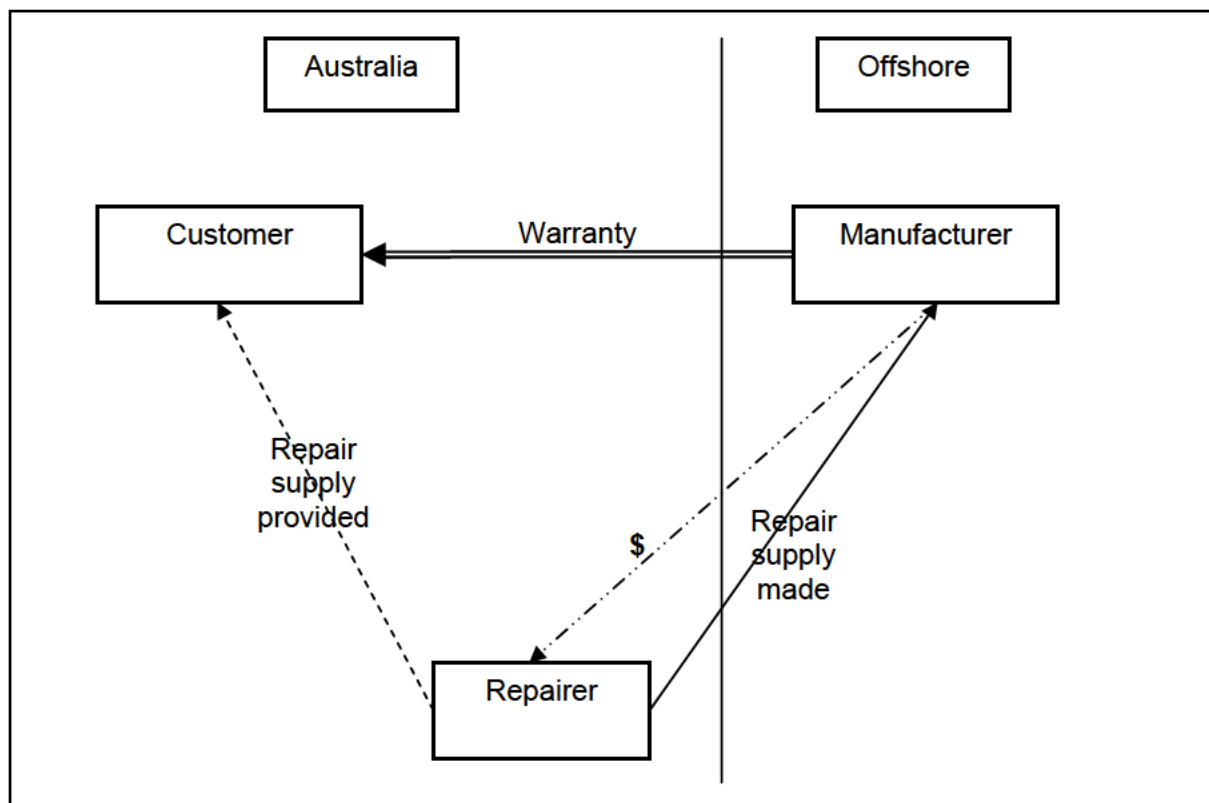 Australia
Offshore
Customer
Warranty
Manufacturer
Repair
supply
provided
$
Repair
supply
made
Repairer